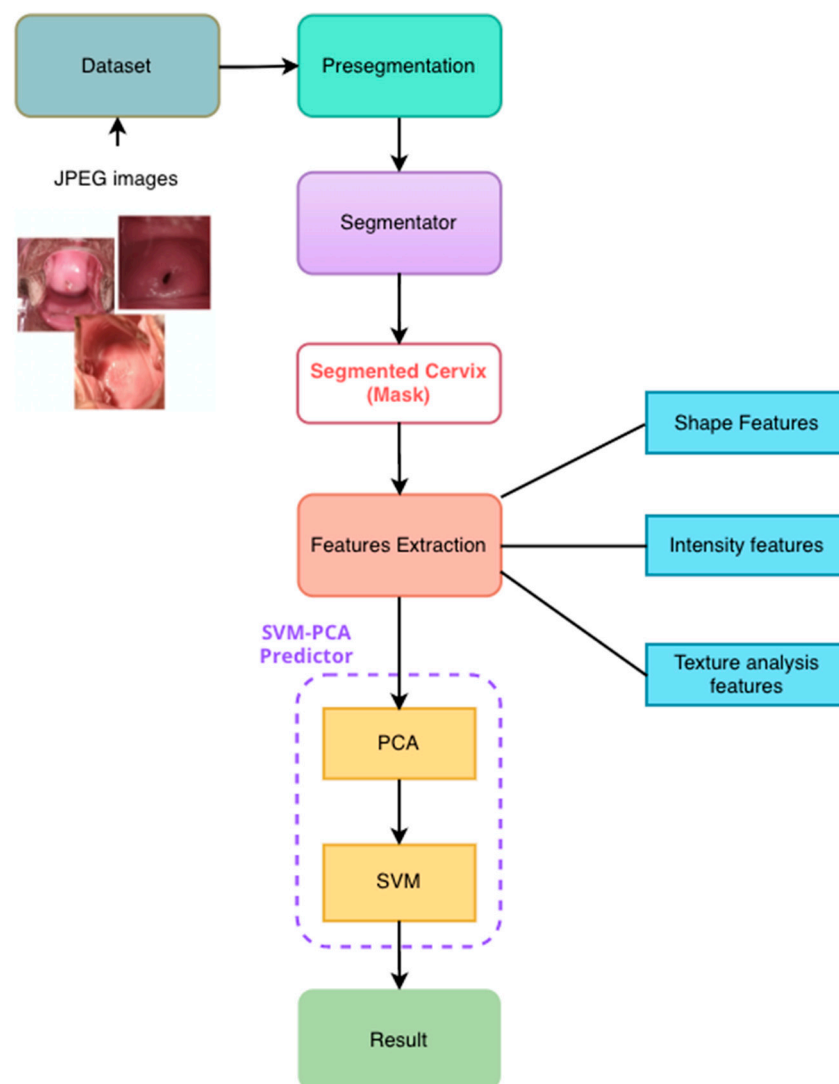 Dataset
Presegmentation
JPEG images
Segmentator
Segmented Cervix
(Mask)
Shape Features
Features Extraction
Intensity features
SVM-PCA
Predictor
Texture analysis
features
PCA
SVM
Result